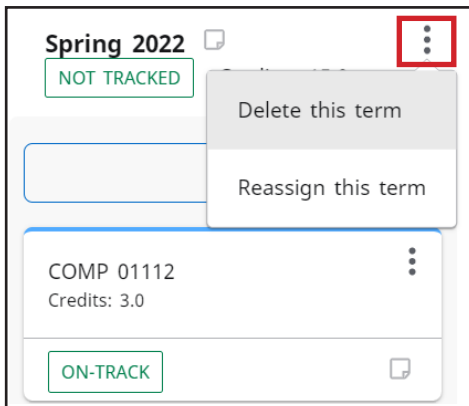 Spring 2022
NOT TRACKED
Delete this term
Reassign this term
COMP 01112
Credits: 3.0
ON-TRACK